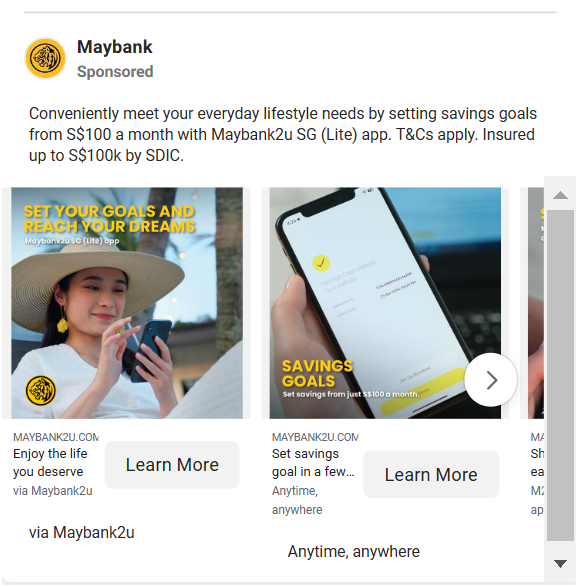 Maybank
Sponsored
Conveniently meet your everyday lifestyle needs by setting savings goals
from S$100 a month with Maybank2u SG (Lite) app. T&Cs apply. Insured
up to S$100k by SDIC.
SET YOUR GOALS AND
REACH YOUR DREAMS
Maybank2u SG (Lite) app
SAVINGS
GOALS
Set savings from just S$100 a month.
MAYBANK2U.COM
Enjoy the life
you deserve
via Maybank2u
Learn More
via Maybank2u
MAYBANK2U.COM
Set savings
goal in a few...
Anytime,
anywhere
Learn More
Anytime, anywhere
MA
Sh
ea
M2
ap